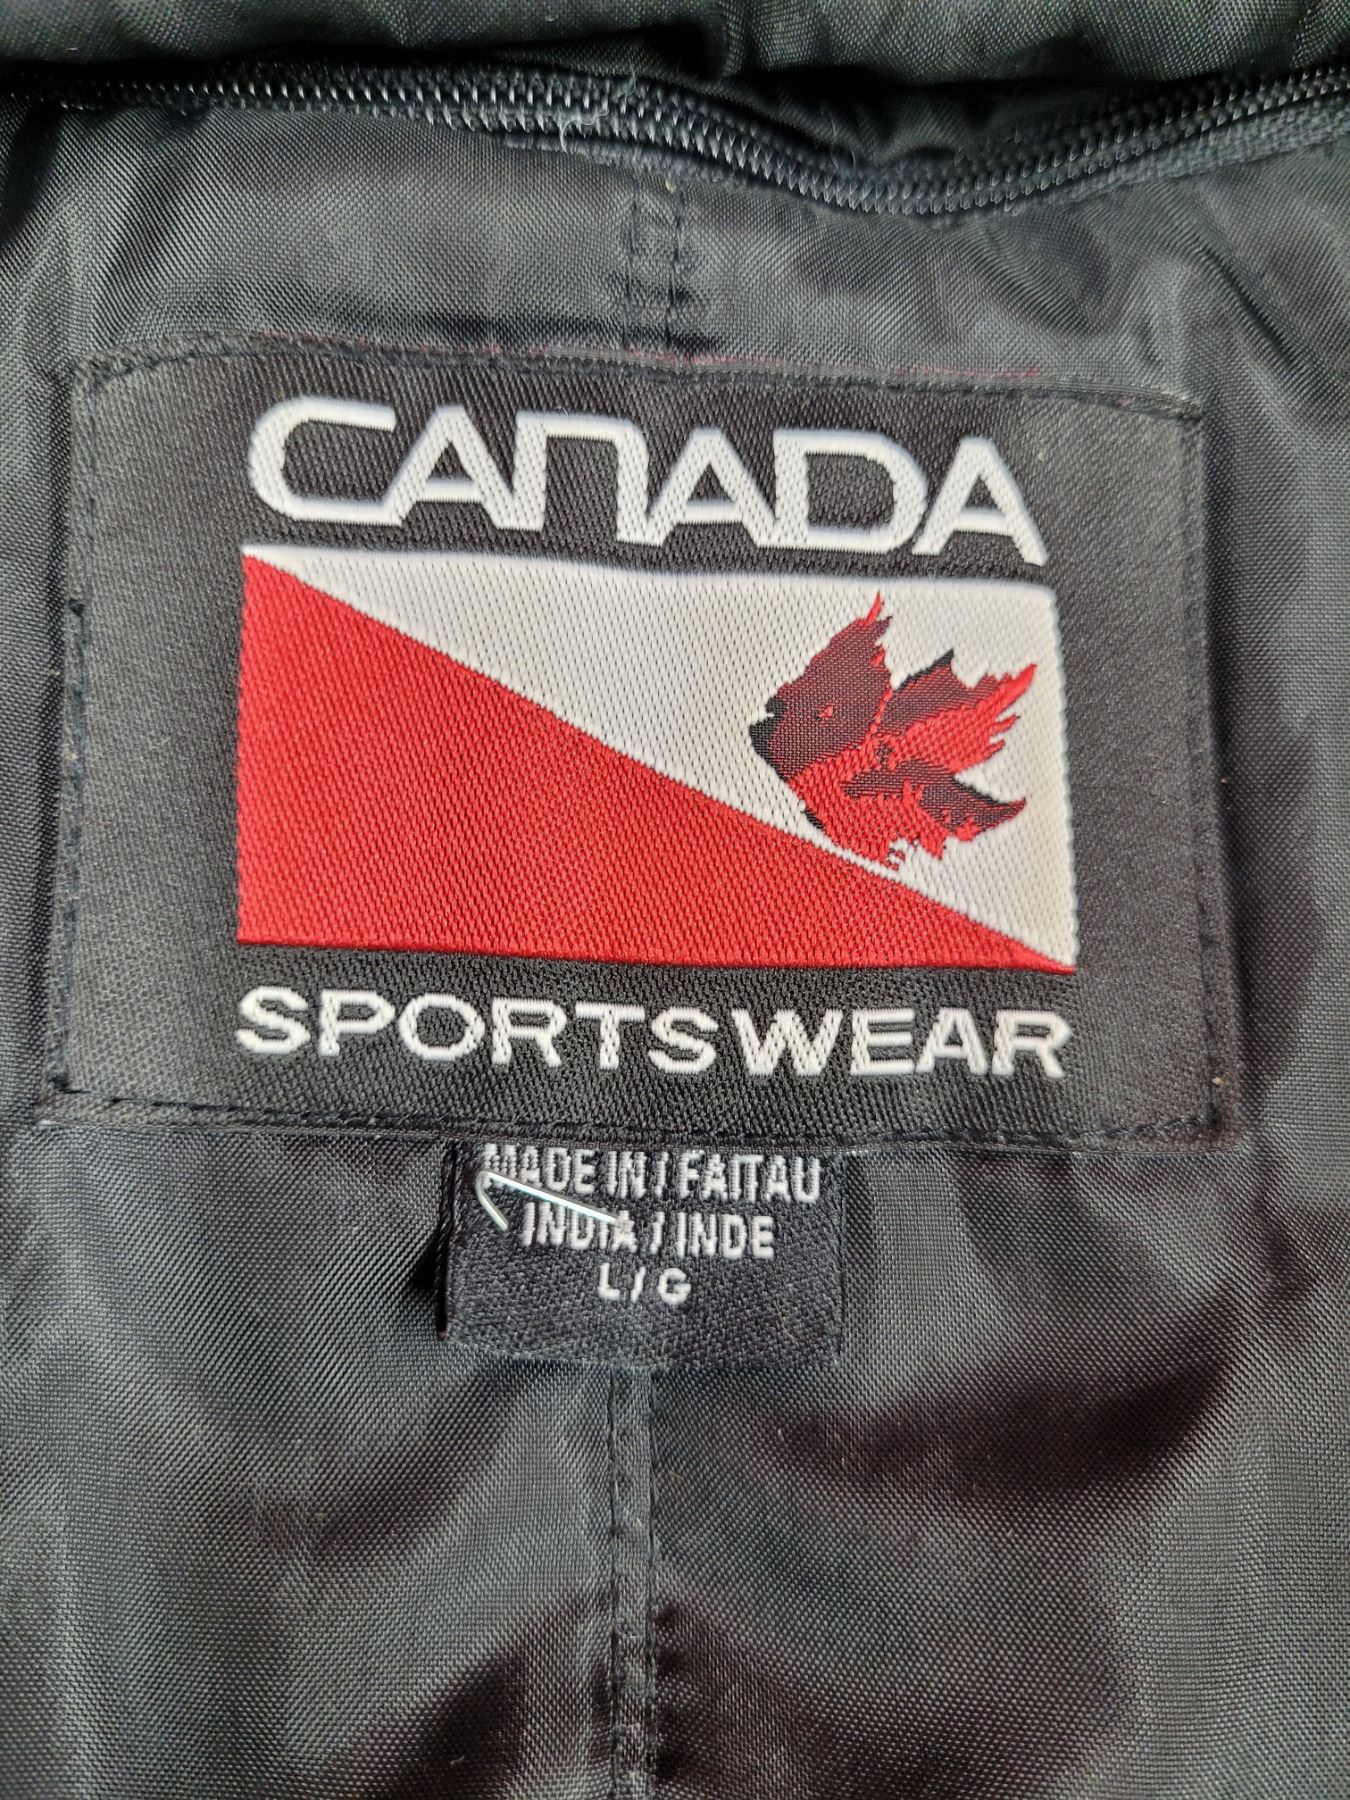 CANADA
SPORTSWEAR
MADE IN / FAIT AU
INDIA / INDE
L / G